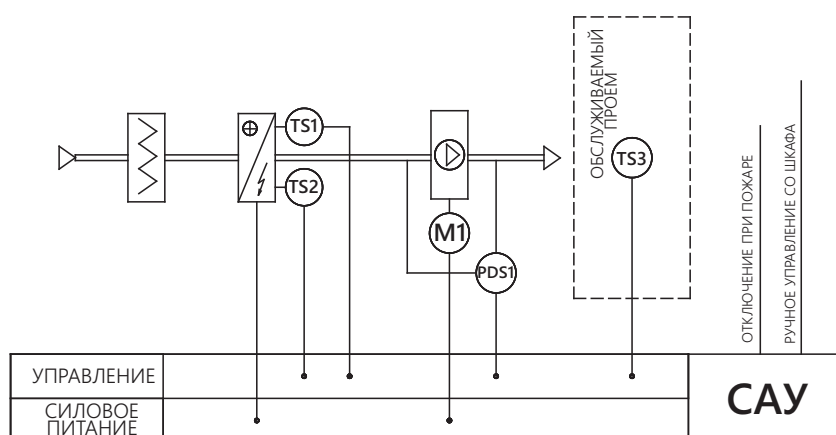 ОБСЛУЖИВАЕМЫЙ
ПРОЕМ
TS1
TS2
TS3
M1
PDS1
ОТКЛЮЧЕНИЕ ПРИ ПОЖАРЕ
РУЧНОЕ УПРАВЛЕНИЕ СО ШКАФА
УПРАВЛЕНИЕ
СИЛОВОЕ
ПИТАНИЕ
САУ